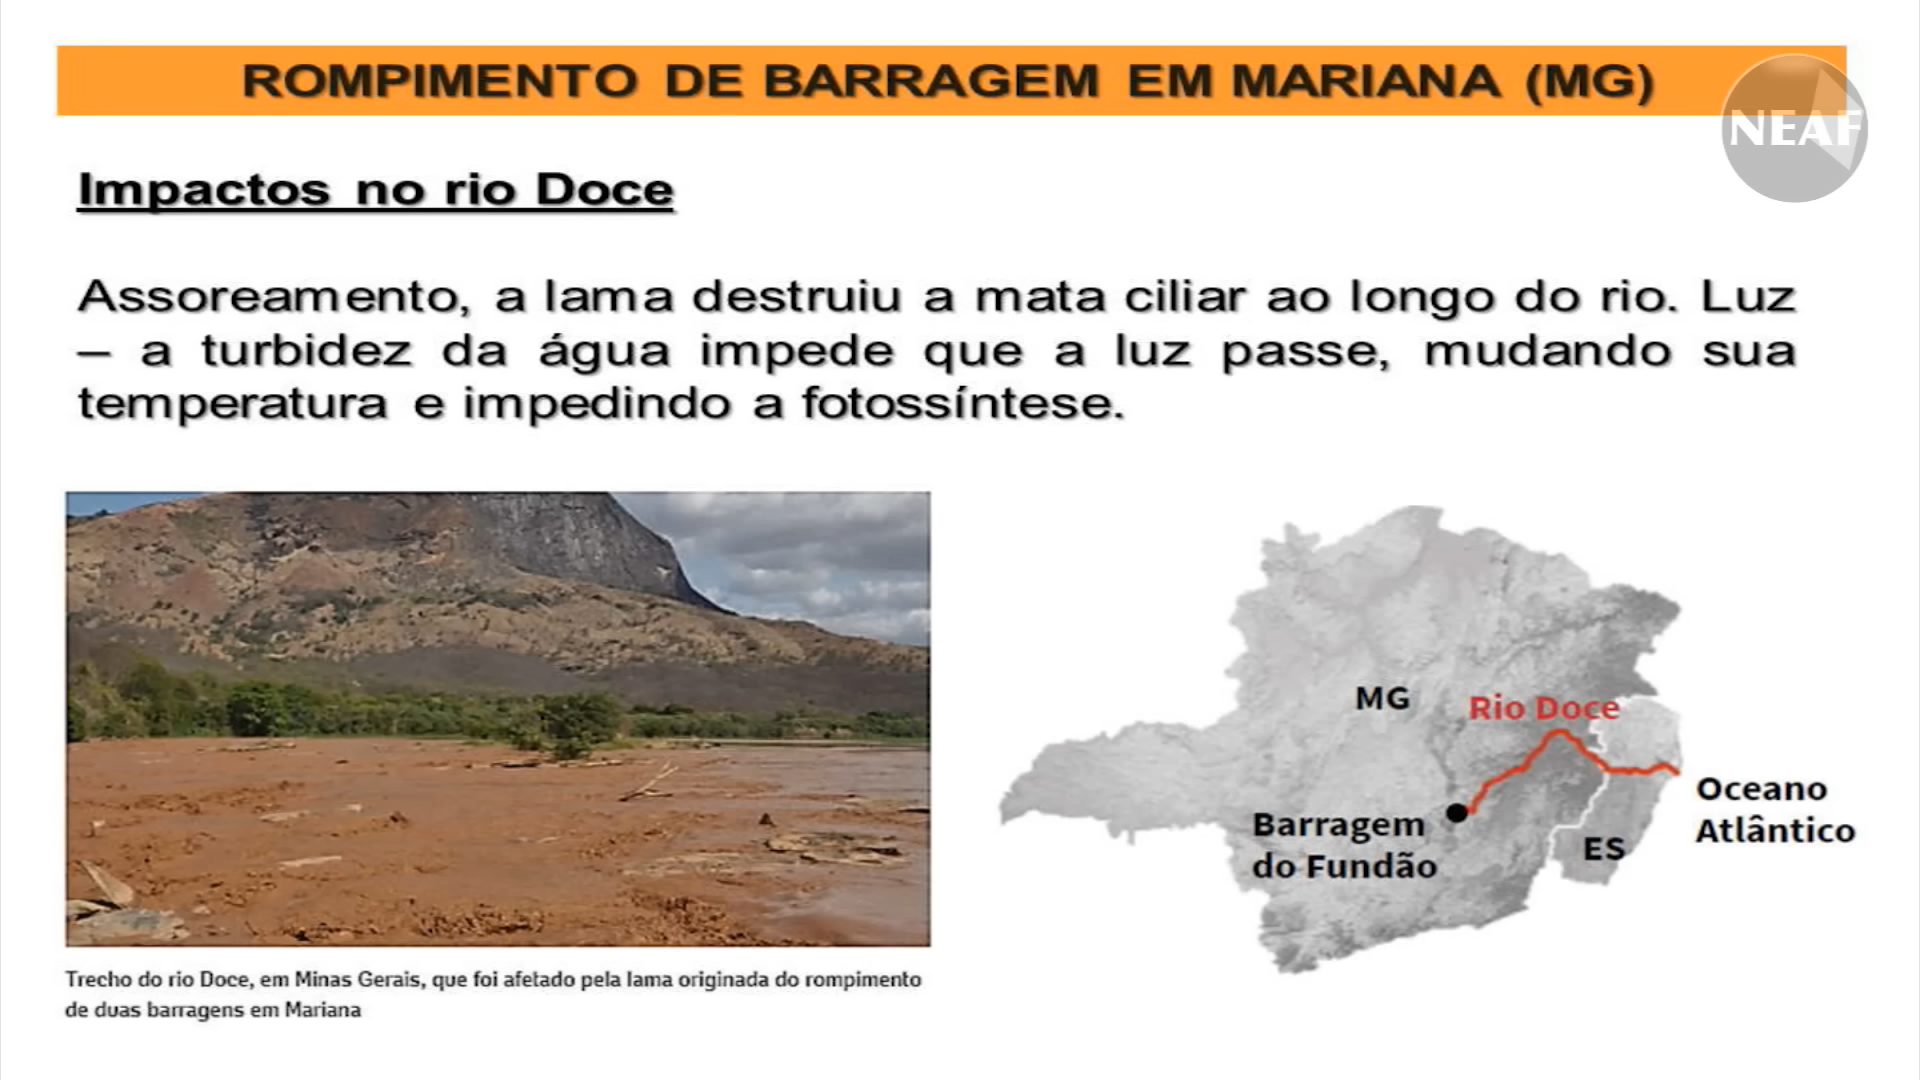 ROMPIMENTO DE BARRAGEM EM MARIANA (MG)
NEAF
Impactos no rio Doce
Assoreamento, a lama destruiu a mata ciliar ao longo do rio. Luz
– a turbidez da água impede que a luz passe, mudando sua
temperatura e impedindo a fotossíntese.
MG
Rio Doce
Oceano
Atlântico
Barragem
do Fundão
ES
Trecho do rio Doce, em Minas Gerais, que foi afetado pela lama originada do rompimento
de duas barragens em Mariana